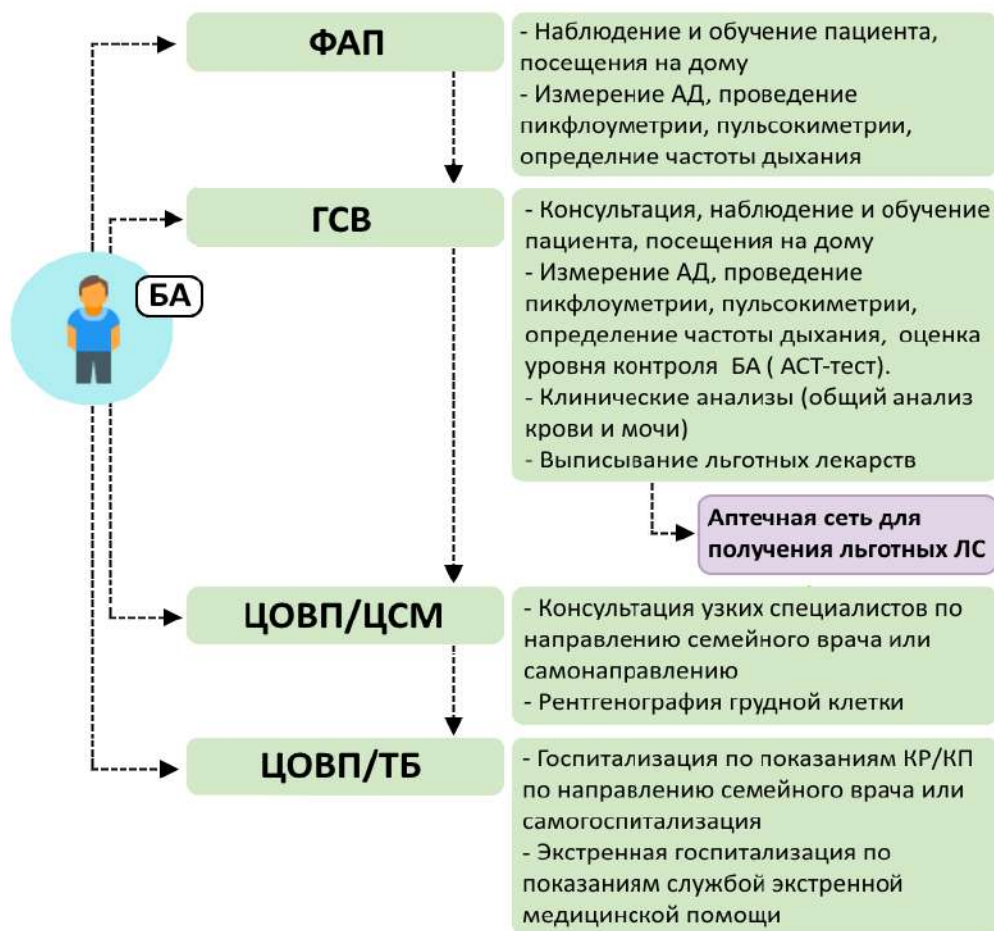 ФАП
- Наблюдение и обучение пациента,
посещения на дому
- Измерение АД, проведение
пикфлоуметрии, пульсокиметрии,
определние частоты дыхания
ГСВ
- Консультация, наблюдение и обучение
пациента, посещения на дому
- Измерение АД, проведение
пикфлоуметрии, пульсокиметрии,
определение частоты дыхания, оценка
уровня контроля БА ( АСТ-тест).
- Клинические анализы (общий анализ
крови и мочи)
- Выписывание льготных лекарств
БА
Аптечная сеть для
получения льготных ЛС
ЦОВП/ЦСМ
- Консультация узких специалистов по
направлению семейного врача или
самонаправлению
- Рентгенография грудной клетки
ЦОВП/ТБ
- Госпитализация по показаниям КР/КП
по направлению семейного врача или
самогоспитализация
- Экстренная госпитализация по
показаниям службой экстренной
медицинской помощи